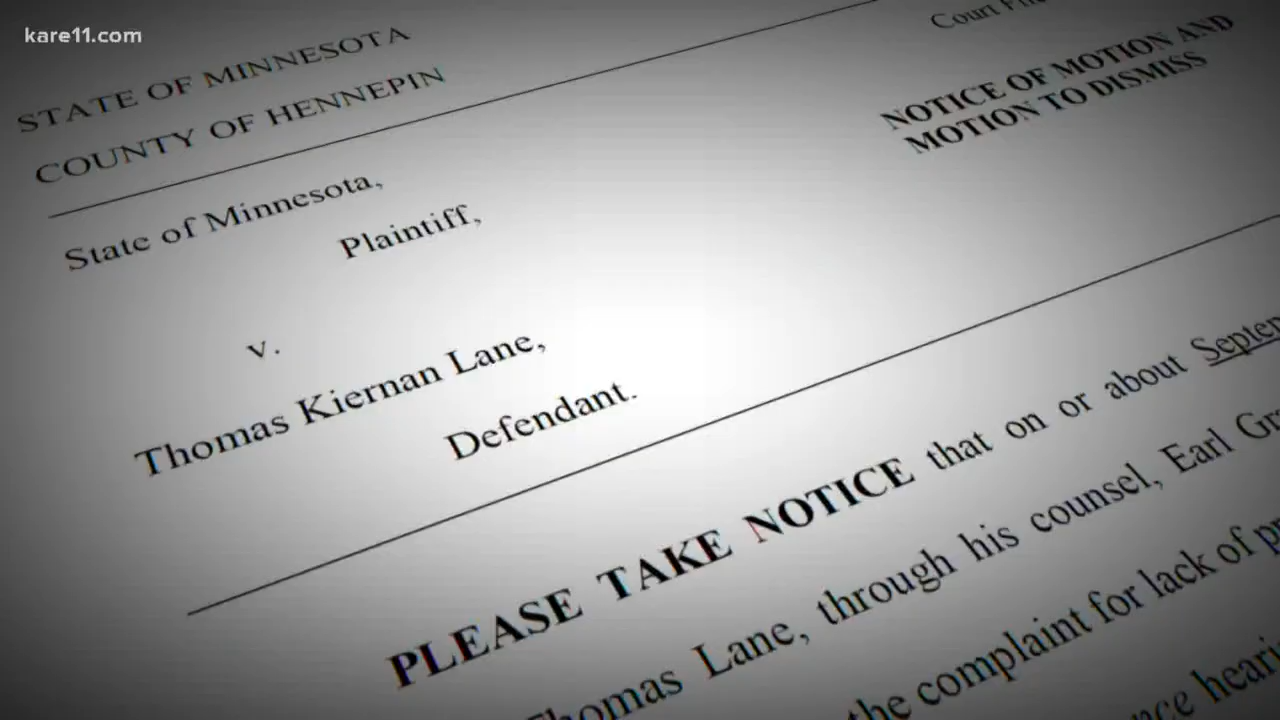 kare11.com
STATE OF MINNESOTA
COUNTY OF HENNEPIN
Court
NOTICE OF MOTION AND
MOTION TO DISMISS
State of Minnesota,
Plaintiff,
v.
Thomas Kiernan Lane,
Defendant.
PLEASE TAKE NOTICE that on or about
Thomas Lane, through his counsel, Earl
the complaint for lack of